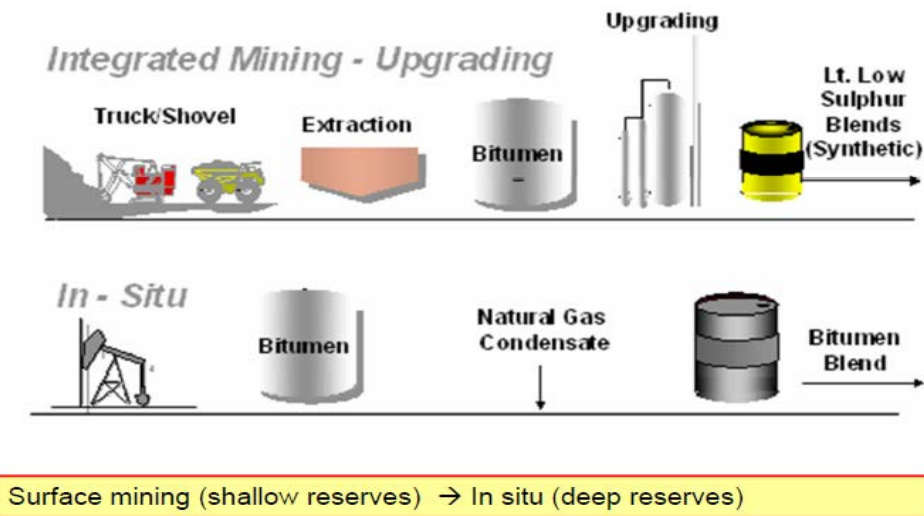 Integrated Mining - Upgrading
Upgrading
Truck/Shovel
Extraction
Bitumen
Lt. Low
Sulphur
Blends
(Synthetic)
In - Situ
Bitumen
Natural Gas
Condensate
Bitumen
Blend
Surface mining (shallow reserves) → In situ (deep reserves)